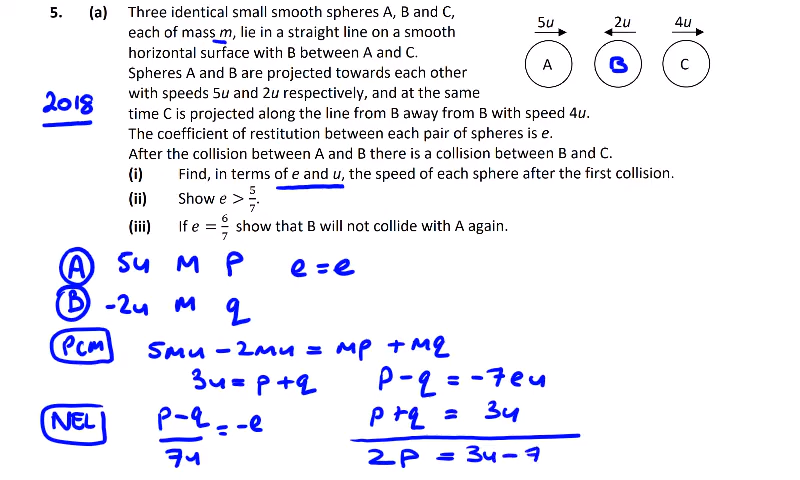 5. (a) Three identical small smooth spheres A, B and C,
each of mass m, lie in a straight line on a smooth
horizontal surface with B between A and C.
Spheres A and B are projected towards each other
with speeds 5u and 2u respectively, and at the same
time C is projected along the line from B away from B with speed 4u.
The coefficient of restitution between each pair of spheres is e.
After the collision between A and B there is a collision between B and C.
(i) Find, in terms of e and u, the speed of each sphere after the first collision.
(ii) Show e > 5/7.
(iii) If e = 6/7 show that B will not collide with A again.
5u 2u 4u
A B C
2018
A 5u M P e = e
B -2u M q
PCM 5Mu - 2Mu = MP + Mq
3u = P + q
NEL P-q/7u = -e
P - q = -7eu
P + q = 3u
2P = 3u - 7